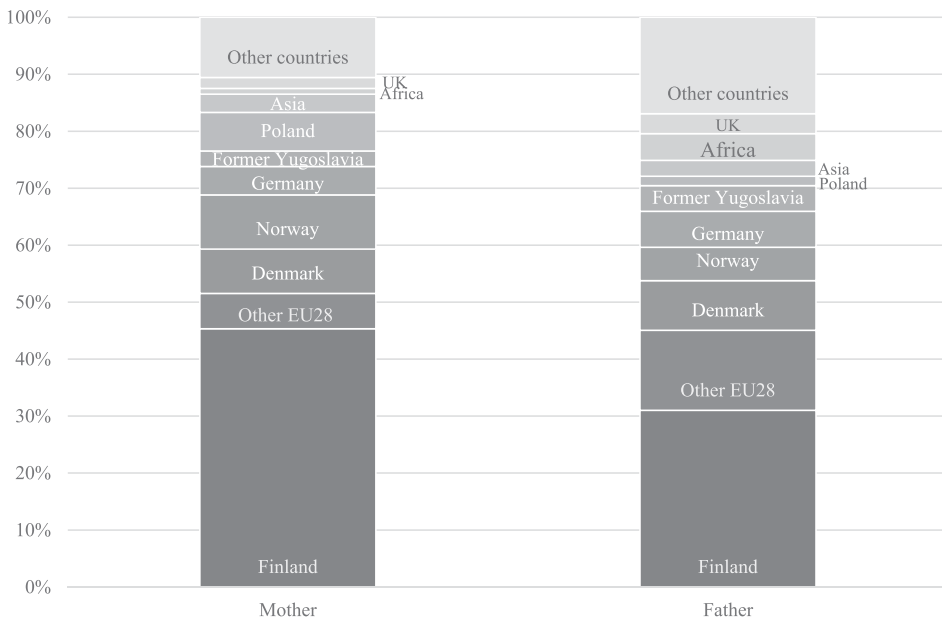 100%
90%
80%
70%
60%
50%
40%
30%
20%
10%
0%
Other countries
UK
Africa
Asia
Poland
Former Yugoslavia
Germany
Norway
Denmark
Other EU28
Finland
Mother
Other countries
UK
Africa
Asia
Poland
Former Yugoslavia
Germany
Norway
Denmark
Other EU28
Finland
Father